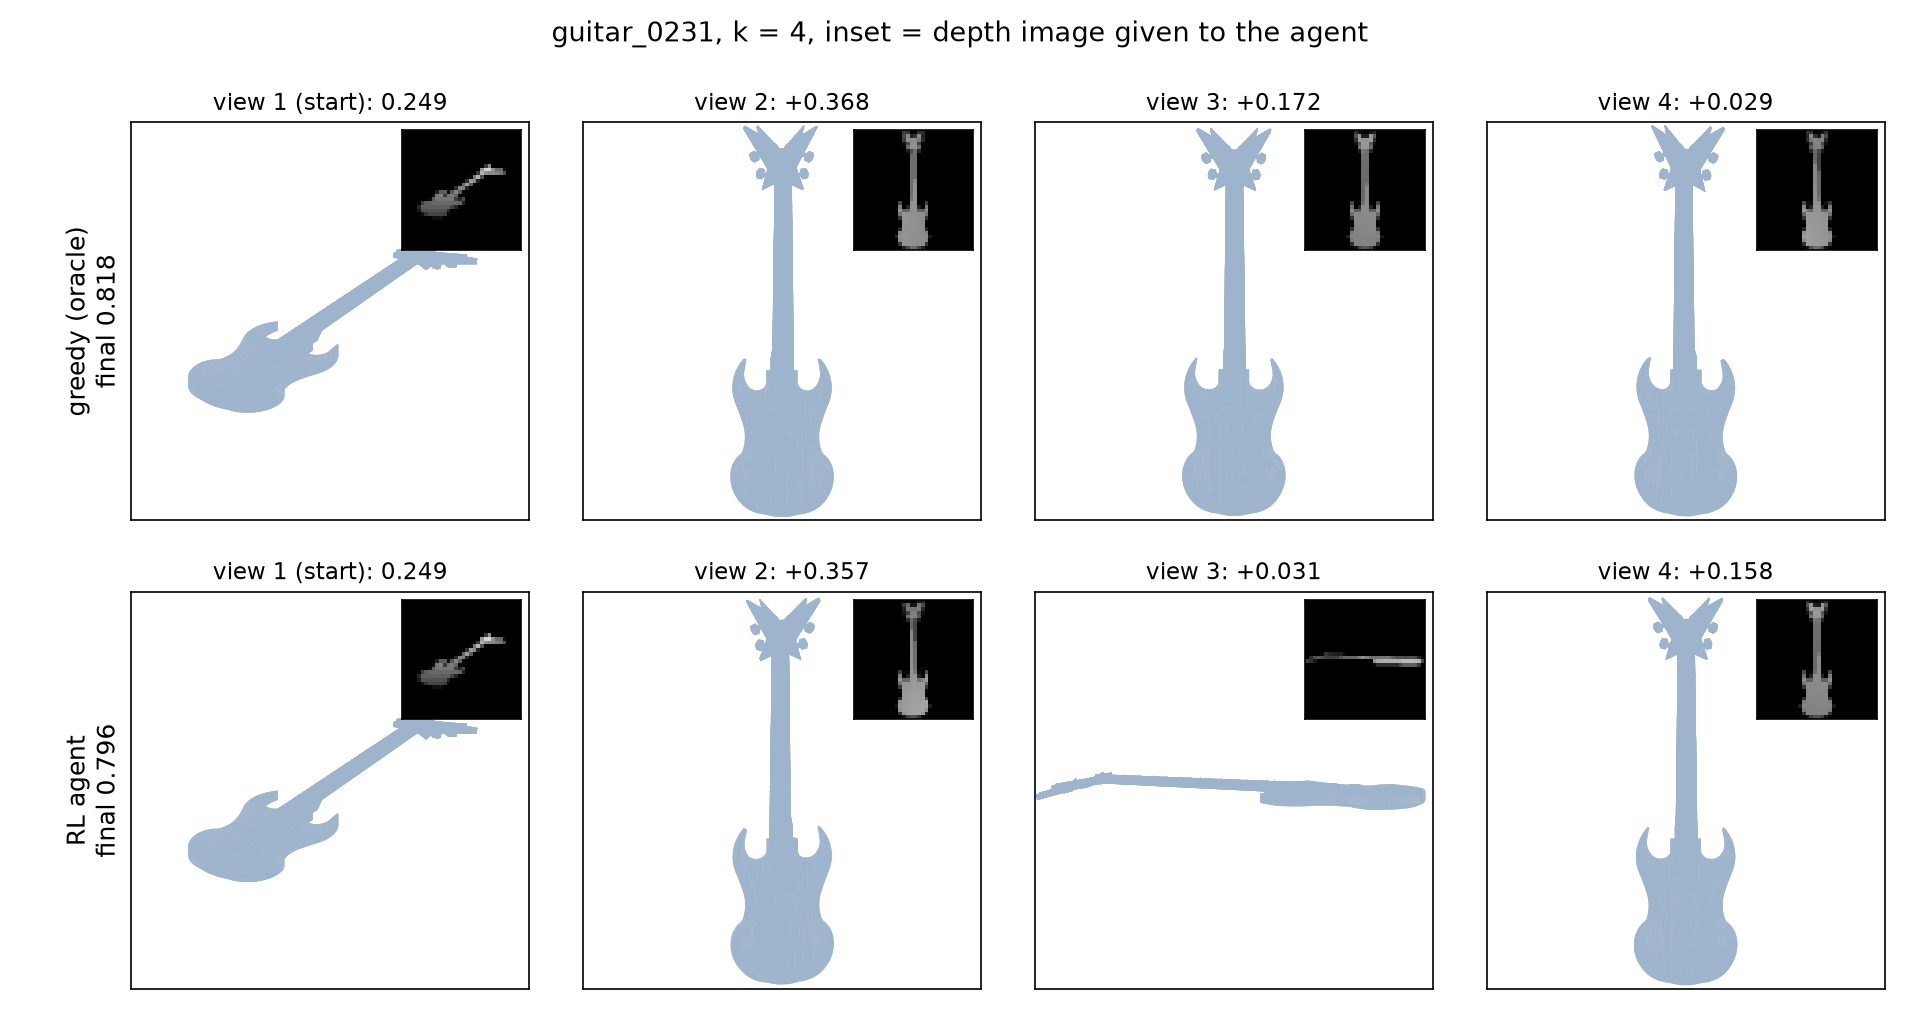 guitar_0231, k = 4, inset = depth image given to the agent
view 1 (start): 0.249
view 2: +0.368
view 3: +0.172
view 4: +0.029
greedy (oracle)
final 0.818
view 1 (start): 0.249
view 2: +0.357
view 3: +0.031
view 4: +0.158
RL agent
final 0.796